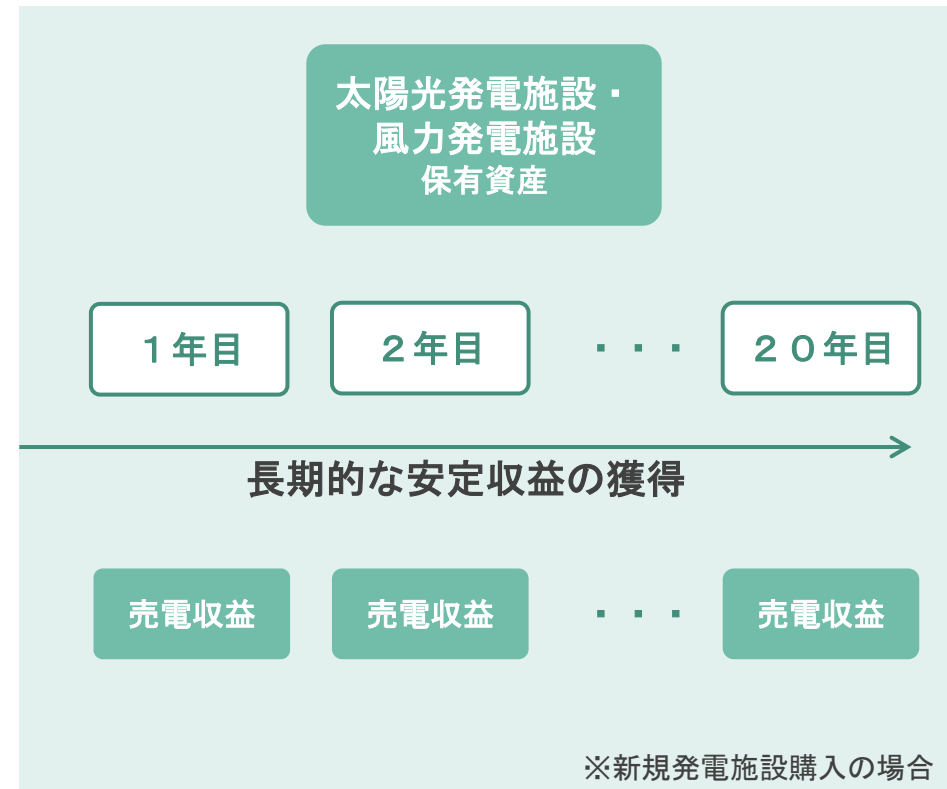 太陽光発電施設・
風力発電施設
保有資産
１年目
２年目
・・・
２０年目
長期的な安定収益の獲得
売電収益
売電収益
・・・
売電収益
※新規発電施設購入の場合